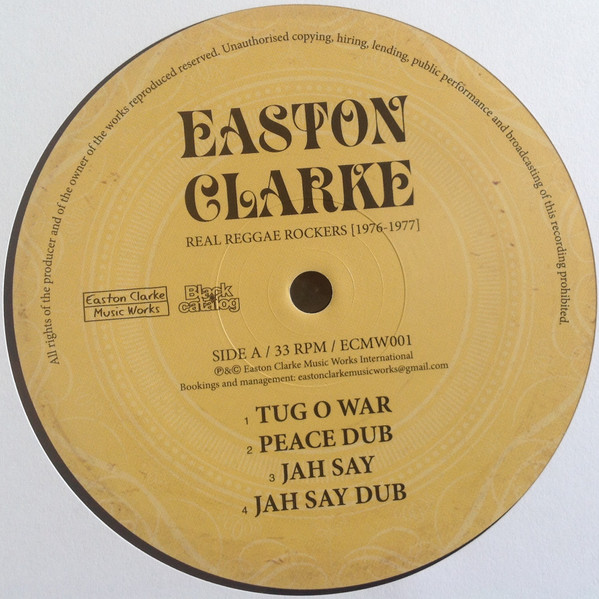 All rights of the producer and of the owner of the works reproduced reserved. Unauthorised copying, hiring, lending, public performance and broadcasting of this recording prohibited.
EASTON
CLARKE
REAL REGGAE ROCKERS [1976-1977]
Easton Clarke
Music Works
Black
catalog
SIDE A / 33 RPM / ECMW001
℗&© Easton Clarke Music Works International
Bookings and management: eastonclarkemusicworks@gmail.com
1 TUG O WAR
2 PEACE DUB
3 JAH SAY
4 JAH SAY DUB